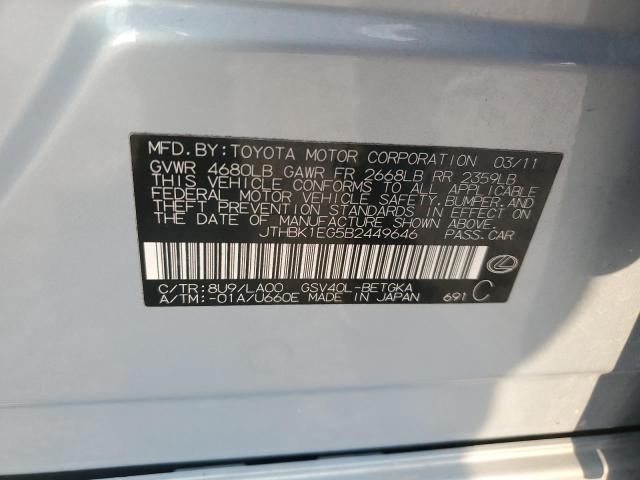 MFD. BY: TOYOTA MOTOR CORPORATION 03/11
GVWR 4680LB GAWR FR 2668LB RR 2359LB
THIS VEHICLE CONFORMS TO ALL APPLICABLE
FEDERAL MOTOR VEHICLE SAFETY, BUMPER, AND
THEFT PREVENTION STANDARDS IN EFFECT ON
THE DATE OF MANUFACTURE SHOWN ABOVE.
JTHBK1EG5B2449646 PASS.CAR
C/TR: 8U9/LA00 GSV40L-BETGKA
A/TM: -01A/U660E MADE IN JAPAN 691 C